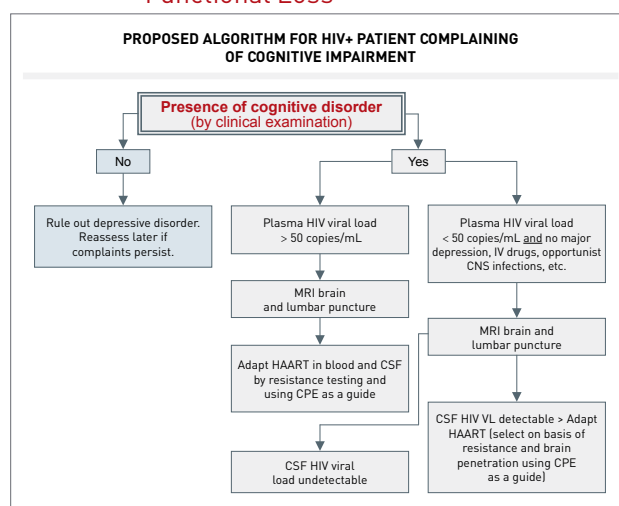 Functional Loss
PROPOSED ALGORITHM FOR HIV+ PATIENT COMPLAINING
OF COGNITIVE IMPAIRMENT
Presence of cognitive disorder
(by clinical examination)
No
Yes
Rule out depressive disorder.
Reassess later if
complaints persist.
Plasma HIV viral load
> 50 copies/mL
Plasma HIV viral load
< 50 copies/mL and no major
depression, IV drugs, opportunist
CNS infections, etc.
MRI brain
and lumbar puncture
MRI brain and
lumbar puncture
Adapt HAART in blood and CSF
by resistance testing and
using CPE as a guide
CSF HIV viral
load undetectable
CSF HIV VL detectable > Adapt
HAART (select on basis of
resistance and brain
penetration using CPE
as a guide)